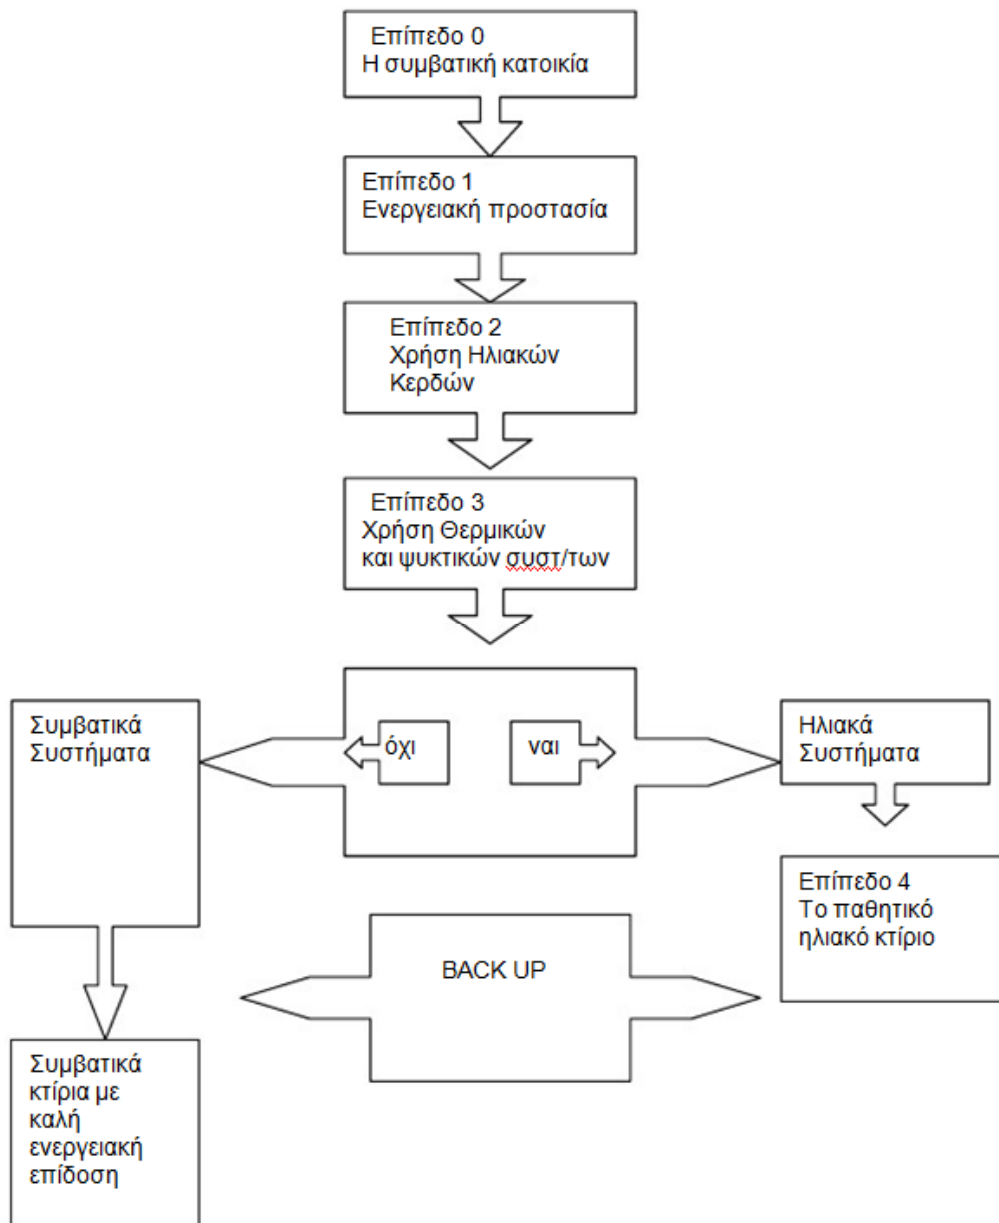 Επίπεδο 0
Η συμβατική κατοικία
Επίπεδο 1
Ενεργειακή προστασία
Επίπεδο 2
Χρήση Ηλιακών
Κερδών
Επίπεδο 3
Χρήση Θερμικών
και ψυκτικών συστ/των
όχι
ναι
Συμβατικά
Συστήματα
Ηλιακά
Συστήματα
Επίπεδο 4
Το παθητικό
ηλιακό κτίριο
BACK UP
Συμβατικά
κτίρια με
καλή
ενεργειακή
επίδοση